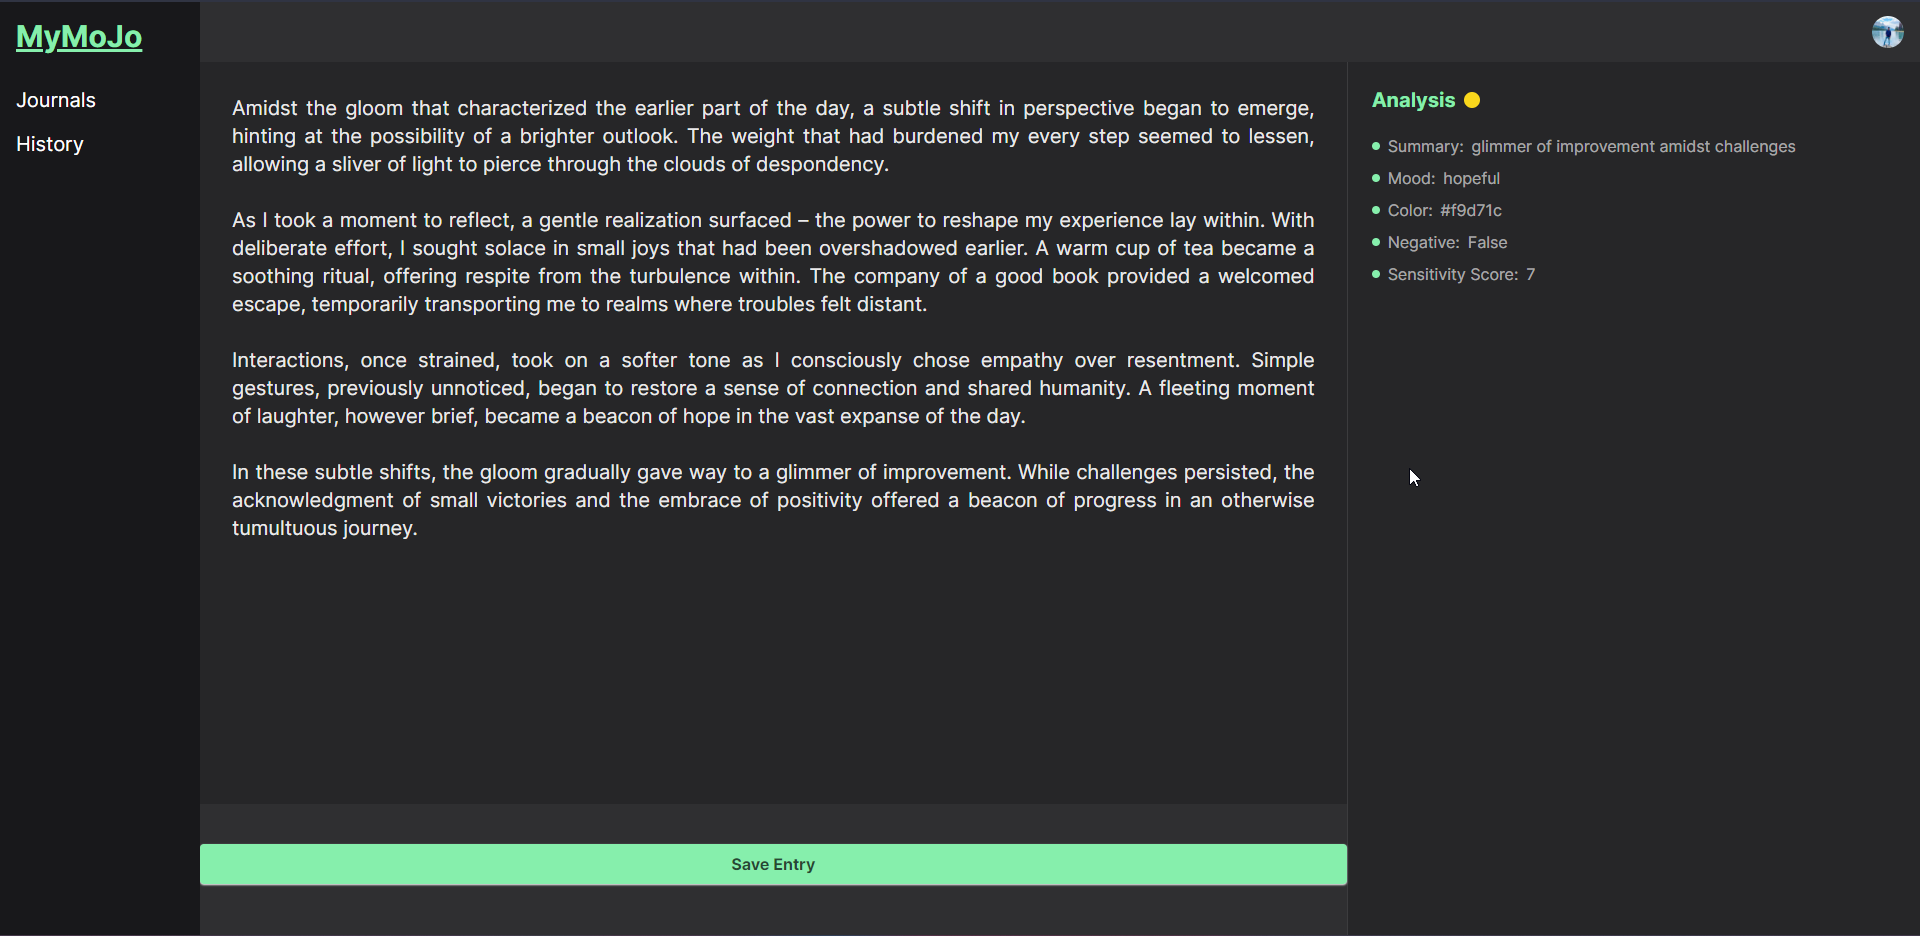 MyMoJo
Journals
History
Amidst the gloom that characterized the earlier part of the day, a subtle shift in perspective began to emerge,
hinting at the possibility of a brighter outlook. The weight that had burdened my every step seemed to lessen,
allowing a sliver of light to pierce through the clouds of despondency.
As I took a moment to reflect, a gentle realization surfaced – the power to reshape my experience lay within. With
deliberate effort, I sought solace in small joys that had been overshadowed earlier. A warm cup of tea became a
soothing ritual, offering respite from the turbulence within. The company of a good book provided a welcomed
escape, temporarily transporting me to realms where troubles felt distant.
Interactions, once strained, took on a softer tone as I consciously chose empathy over resentment. Simple
gestures, previously unnoticed, began to restore a sense of connection and shared humanity. A fleeting moment
of laughter, however brief, became a beacon of hope in the vast expanse of the day.
In these subtle shifts, the gloom gradually gave way to a glimmer of improvement. While challenges persisted, the
acknowledgment of small victories and the embrace of positivity offered a beacon of progress in an otherwise
tumultuous journey.
Save Entry
Analysis
Summary: glimmer of improvement amidst challenges
Mood: hopeful
Color: #f9d71c
Negative: False
Sensitivity Score: 7